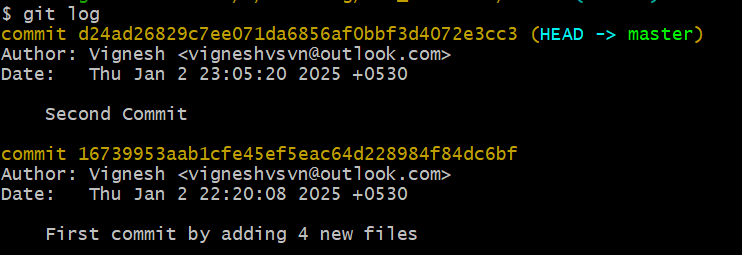 $ git log
commit d24ad26829c7ee071da6856af0bbf3d4072e3cc3 (HEAD -> master)
Author: Vignesh <vigneshvsvn@outlook.com>
Date:   Thu Jan 2 23:05:20 2025 +0530
Second Commit
commit 16739953aab1cfe45ef5eac64d228984f84dc6bf
Author: Vignesh <vigneshvsvn@outlook.com>
Date:   Thu Jan 2 22:20:08 2025 +0530
First commit by adding 4 new files